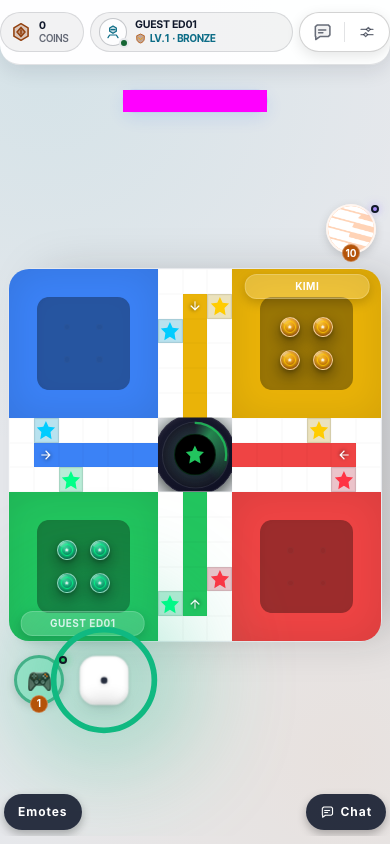 0
COINS
GUEST ED01
LV.1 · BRONZE
10
KIMI
GUEST ED01
1
Emotes
Chat